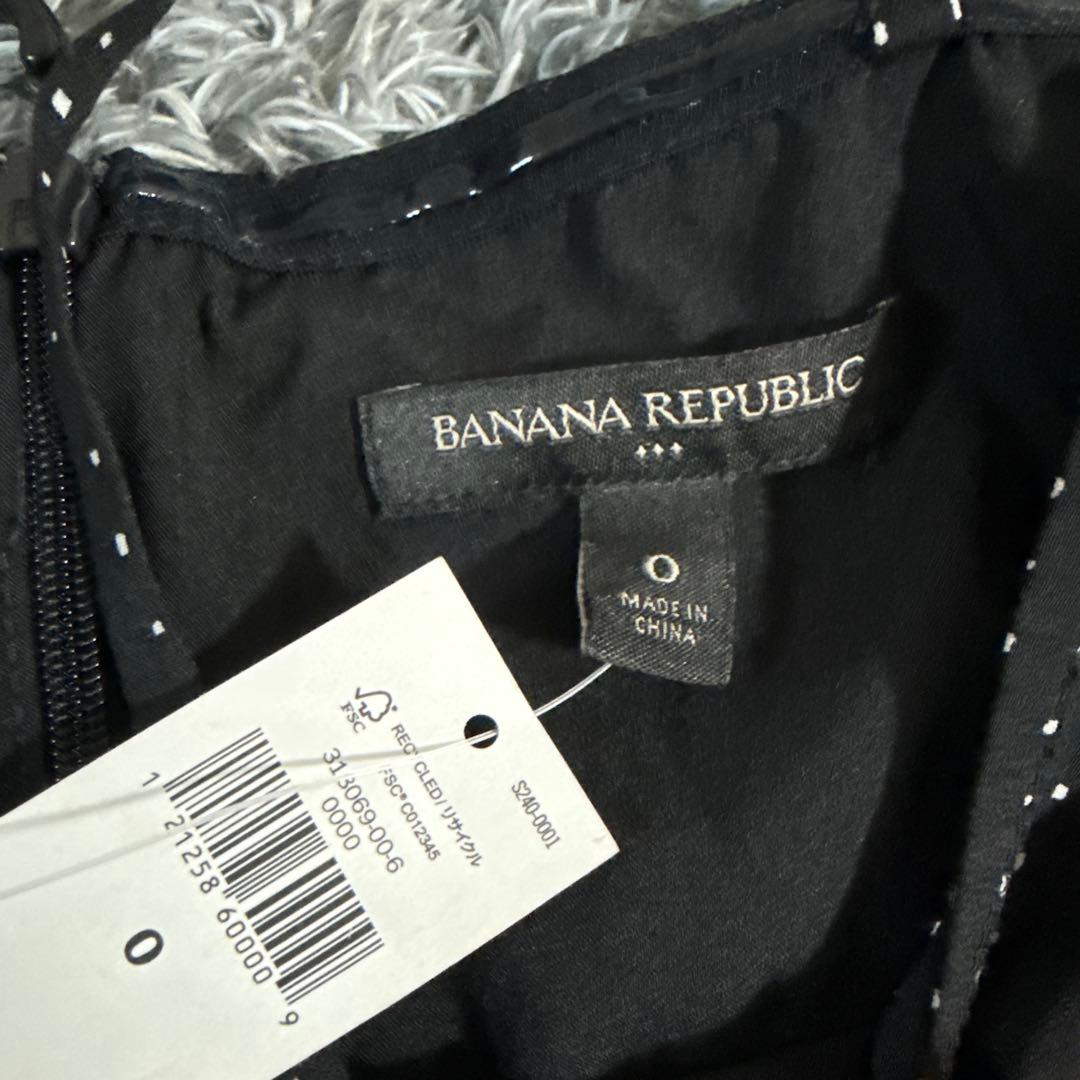 BANANA REPUBLIC
0
MADE IN
CHINA
S240-0001
FSC
RECYCLED/リサイクル
FSC® C012345
313069-00-6
0000
1 21258 60000 9
0